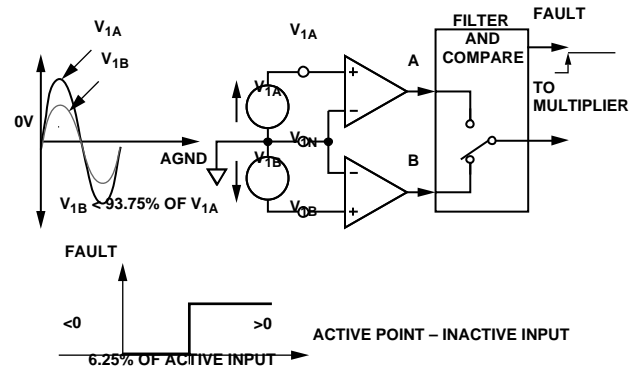 V1A
V1B
0V
AGND
V1B < 93.75% OF V1A
V1A
V1A
V1N
V1B
V1B
A
B
FILTER
AND
COMPARE
FAULT
TO
MULTIPLIER
FAULT
<0
>0
6.25% OF ACTIVE INPUT
ACTIVE POINT – INACTIVE INPUT